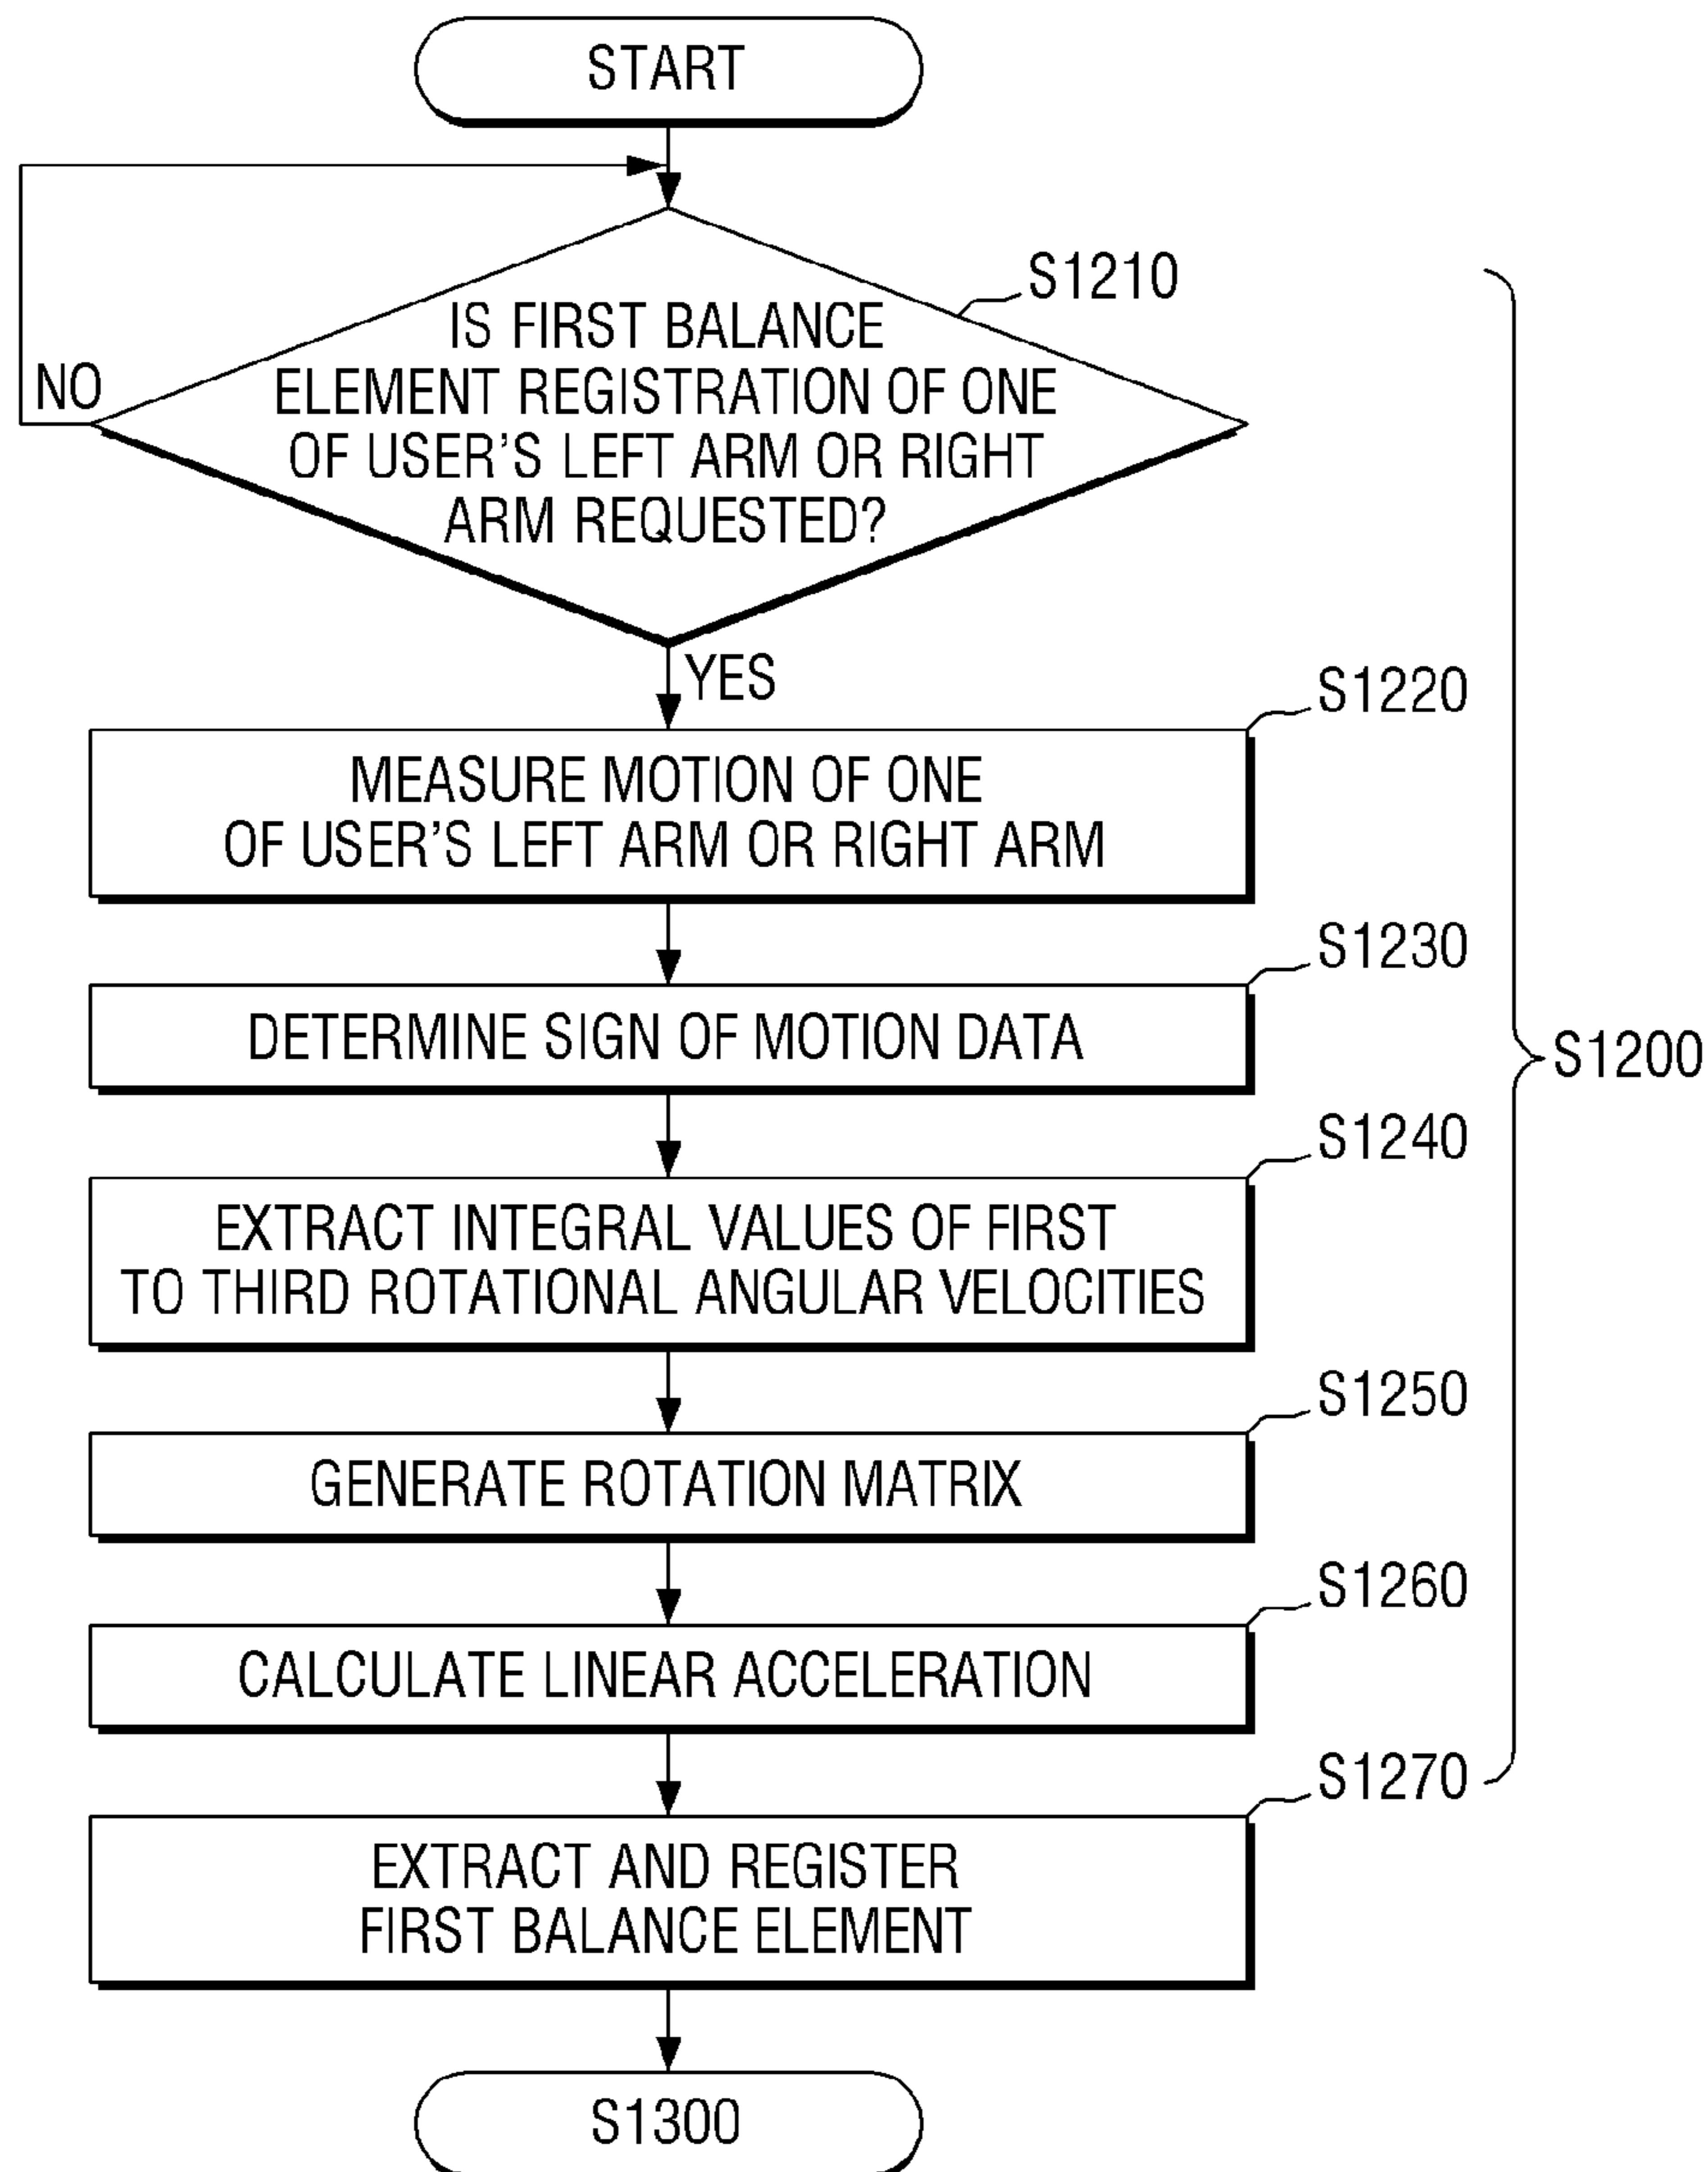 START
S1210
IS FIRST BALANCE
ELEMENT REGISTRATION OF ONE
OF USER'S LEFT ARM OR RIGHT
ARM REQUESTED?
NO
YES
S1220
MEASURE MOTION OF ONE
OF USER'S LEFT ARM OR RIGHT ARM
S1230
DETERMINE SIGN OF MOTION DATA
S1200
S1240
EXTRACT INTEGRAL VALUES OF FIRST
TO THIRD ROTATIONAL ANGULAR VELOCITIES
S1250
GENERATE ROTATION MATRIX
S1260
CALCULATE LINEAR ACCELERATION
S1270
EXTRACT AND REGISTER
FIRST BALANCE ELEMENT
S1300